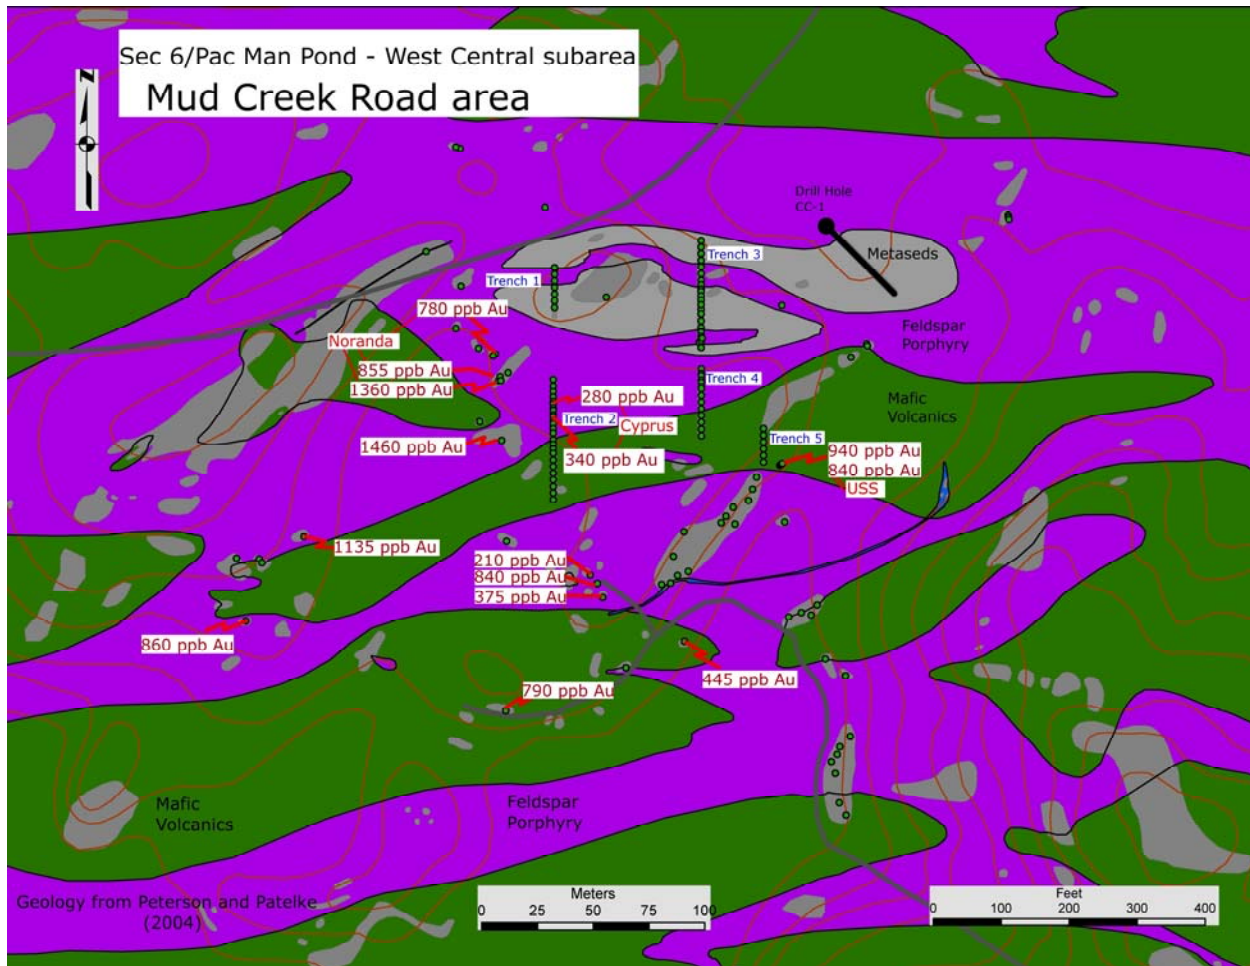 Sec 6/Pac Man Pond - West Central subarea
Mud Creek Road area
N
Drill Hole
CC-1
Metaseds
Trench 3
Trench 1
780 ppb Au
Noranda
Feldspar
Porphyry
855 ppb Au
1360 ppb Au
Trench 4
280 ppb Au
Mafic
Volcanics
Trench 2
Cyprus
1460 ppb Au
340 ppb Au
Trench 5
940 ppb Au
840 ppb Au
USS
1135 ppb Au
210 ppb Au
840 ppb Au
375 ppb Au
860 ppb Au
445 ppb Au
790 ppb Au
Mafic
Volcanics
Feldspar
Porphyry
Geology from Peterson and Patelke
(2004)
Meters
0 25 50 75 100
Feet
0 100 200 300 400